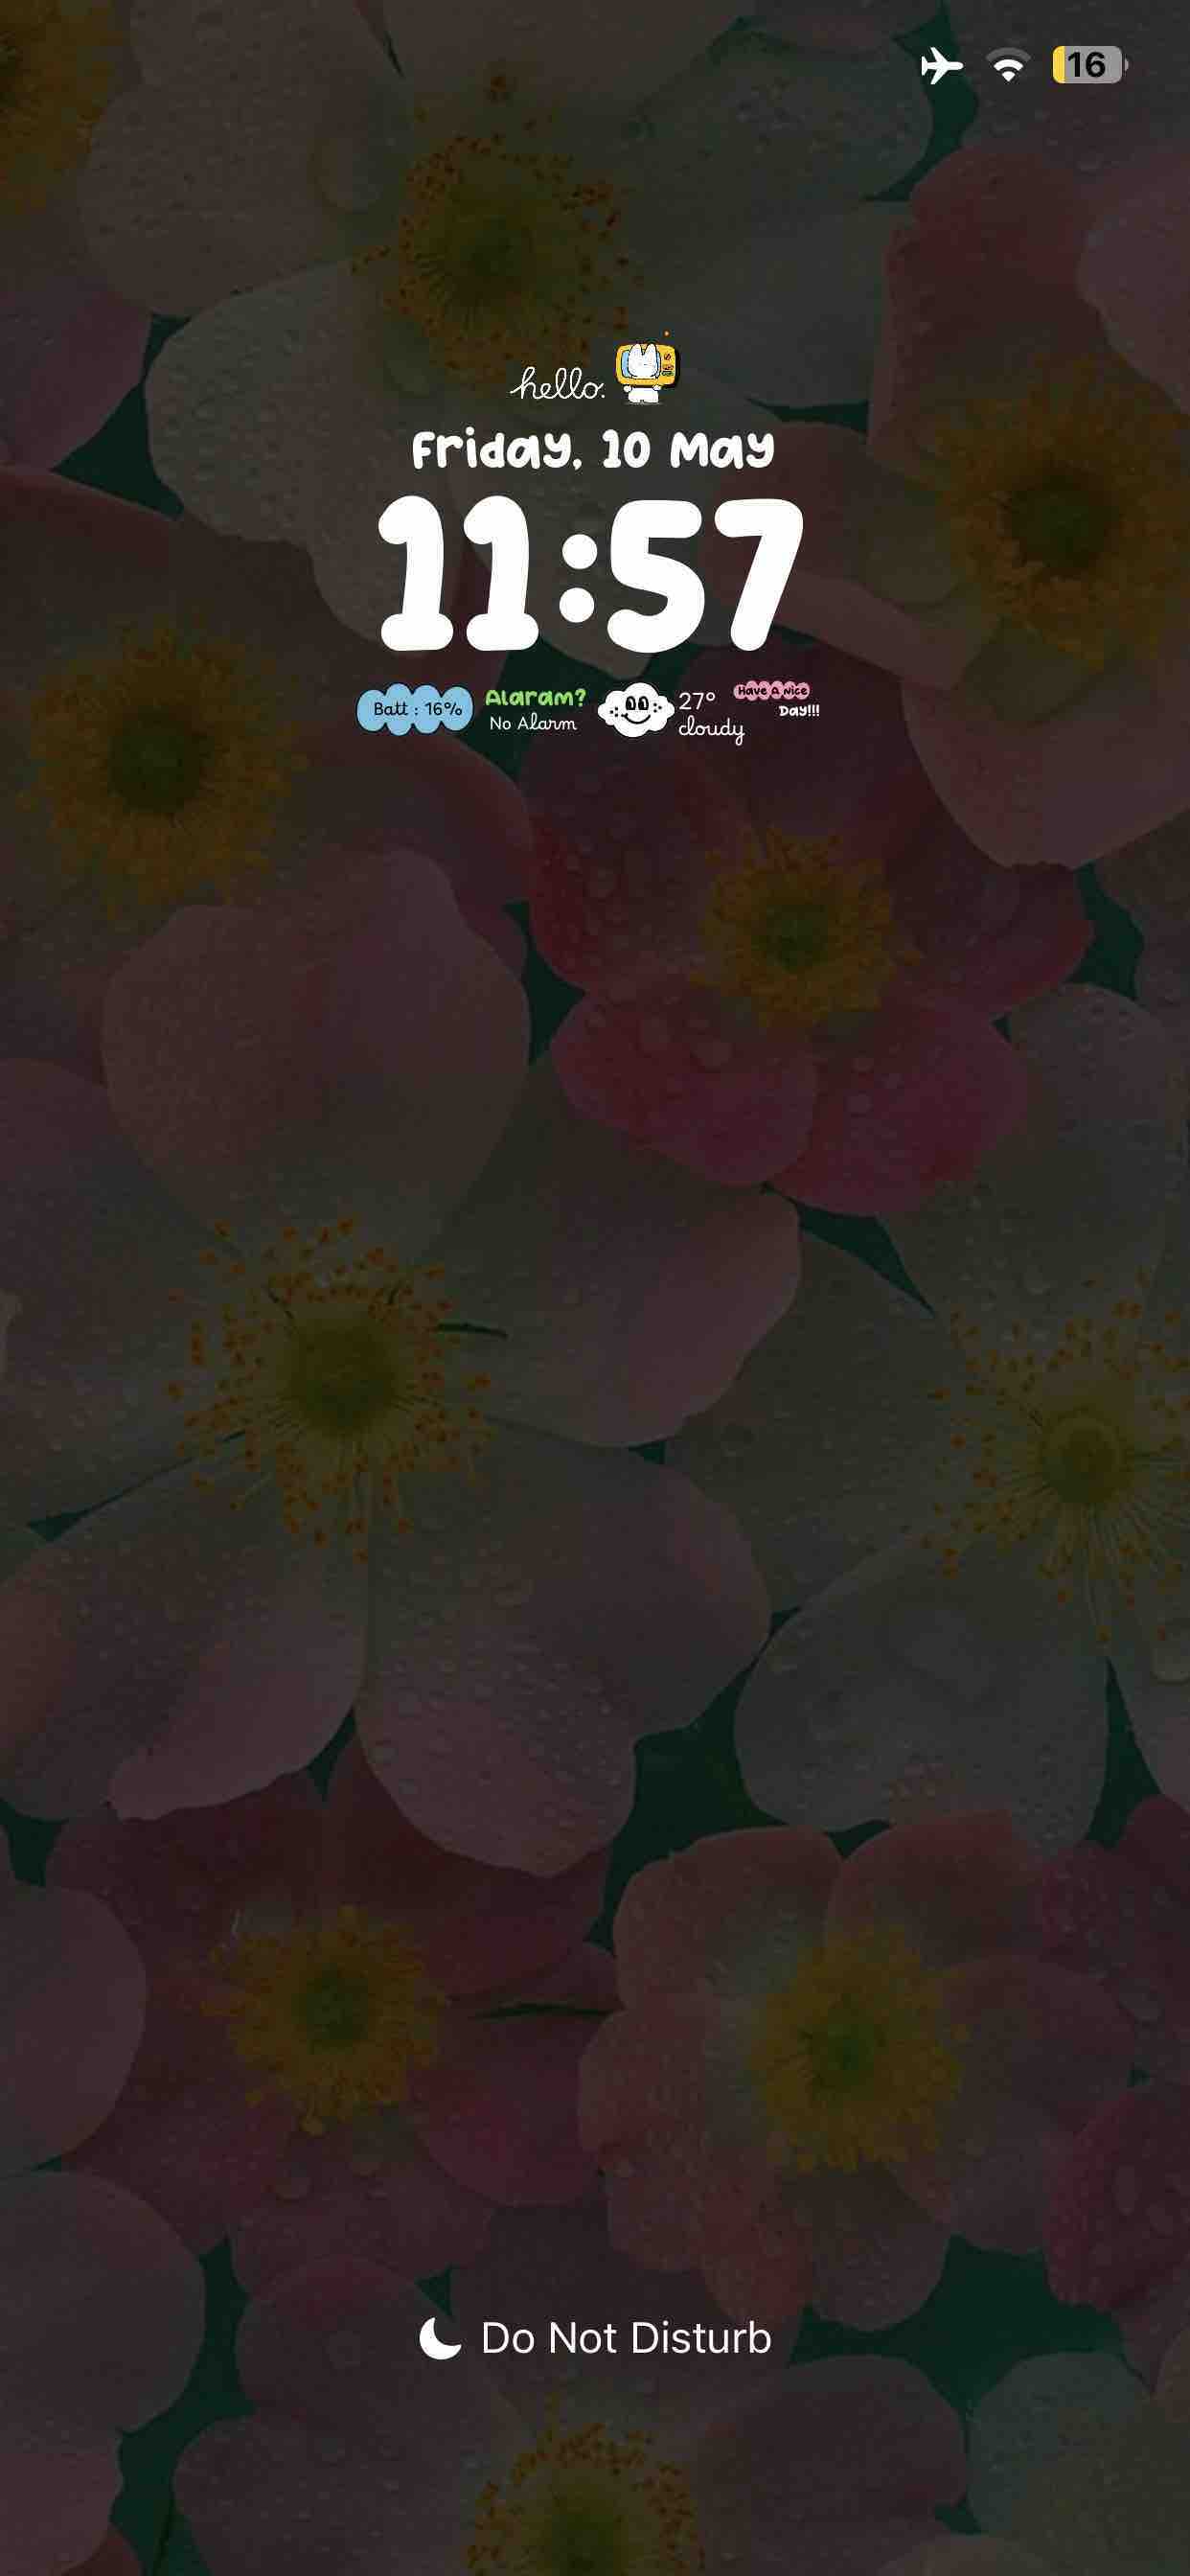 16
hello.
Friday, 10 May
11:57
Batt : 16%
Alaram?
No Alarm
27°
cloudy
Have A Nice
Day!!!
Do Not Disturb